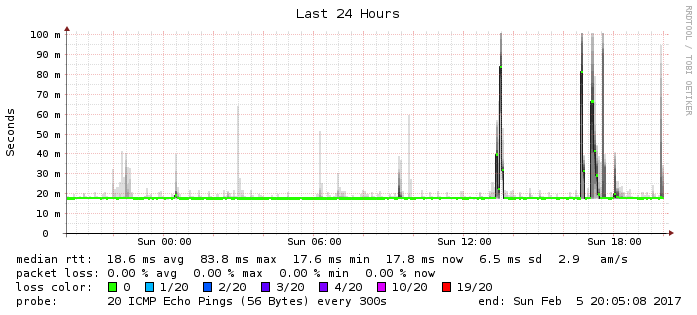 Last 24 Hours
RRDTOOL / TOBI OETIKER
Seconds
100 m
90 m
80 m
70 m
60 m
50 m
40 m
30 m
20 m
10 m
0
Sun 00:00 Sun 06:00 Sun 12:00 Sun 18:00
median rtt: 18.6 ms avg 83.8 ms max 17.6 ms min 17.8 ms now 6.5 ms sd 2.9 am/s
packet loss: 0.00 % avg 0.00 % max 0.00 % min 0.00 % now
loss color: 0 1/20 2/20 3/20 4/20 10/20 19/20
probe: 20 ICMP Echo Pings (56 Bytes) every 300s end: Sun Feb 5 20:05:08 2017